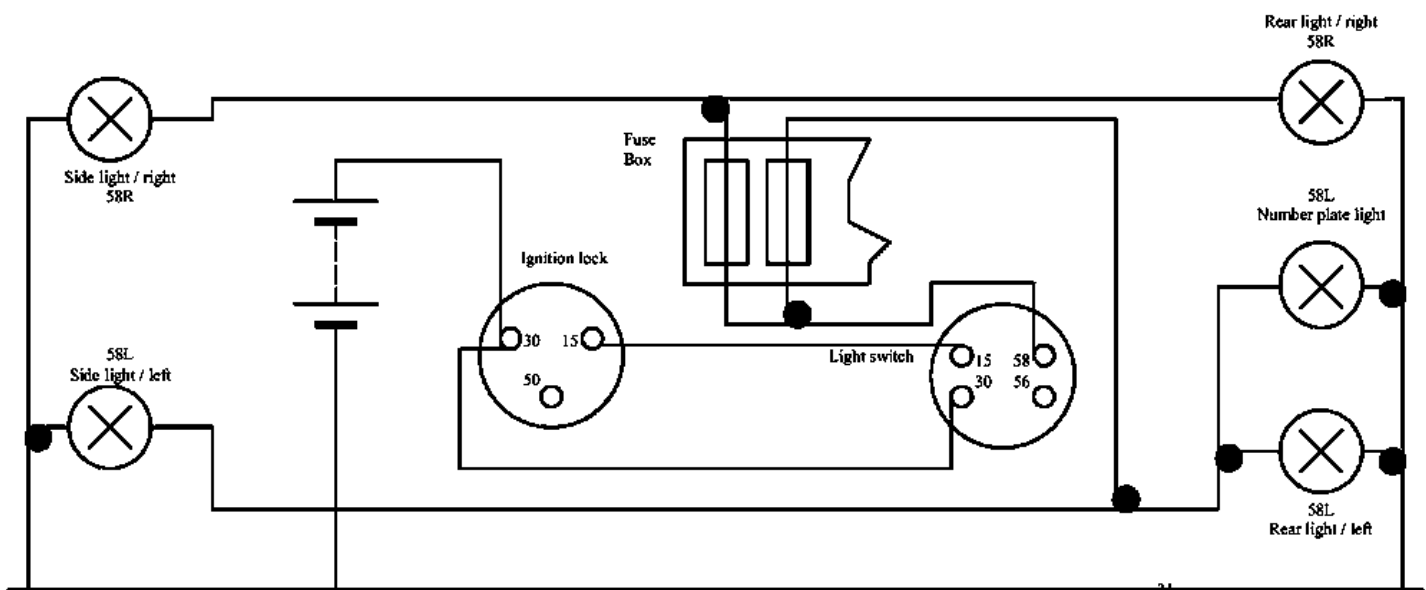 Rear light / right
58R
Fuse
Box
Side light / right
58R
58L
Number plate light
Ignition lock
30
15
50
Light switch
15
58
30
56
58L
Side light / left
58L
Rear light / left